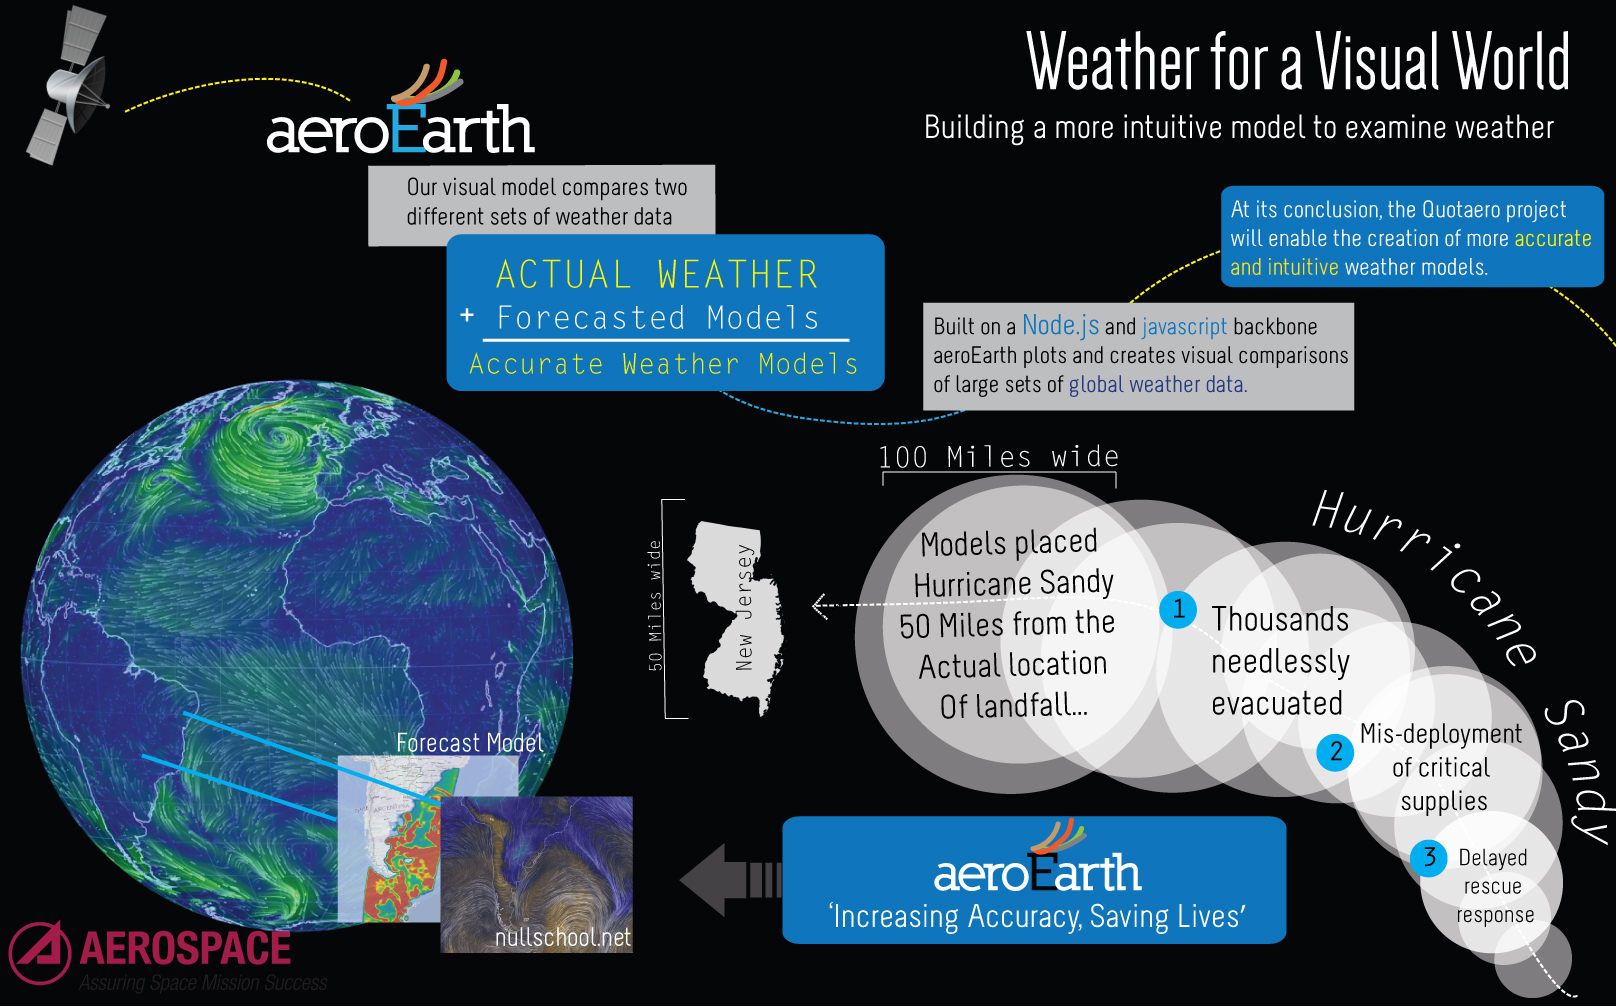 Weather for a Visual World
Building a more intuitive model to examine weather
aeroEarth
Our visual model compares two
different sets of weather data
ACTUAL WEATHER
+ Forecasted Models
Accurate Weather Models
At its conclusion, the Quotaero project
will enable the creation of more accurate
and intuitive weather models.
Built on a Node.js and javascript backbone
aeroEarth plots and creates visual comparisons
of large sets of global weather data.
100 Miles wide
50 Miles wide
New Jersey
Hurricane Sandy
Models placed
Hurricane Sandy
50 Miles from the
Actual location
Of landfall...
1
Thousands
needlessly
evacuated
2
Mis-deployment
of critical
supplies
3
Delayed
rescue
response
Forecast Model
ARGENTINA
nullschool.net
aeroEarth
‘Increasing Accuracy, Saving Lives’
AEROSPACE
Assuring Space Mission Success